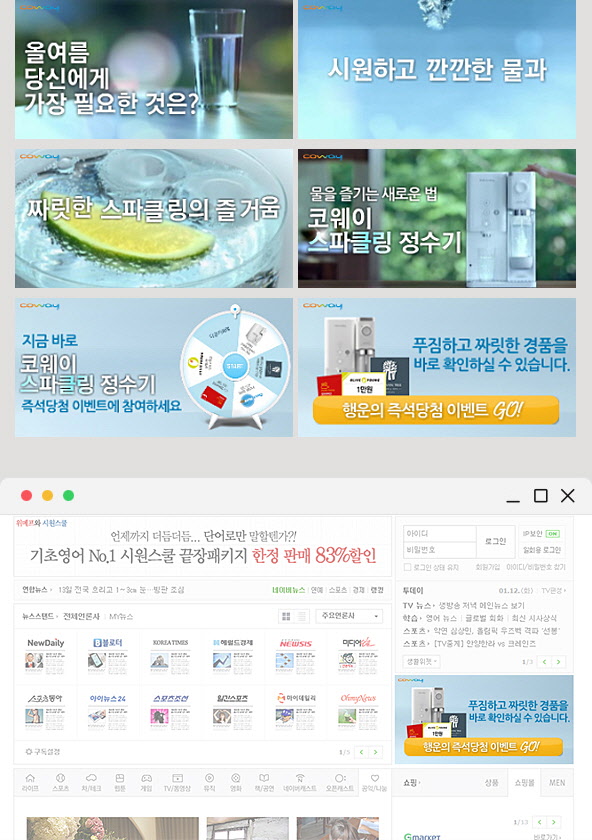 coway
올여름
당신에게
가장 필요한 것은?
coway
시원하고 깐깐한 물과
coway
짜릿한 스파클링의 즐거움
coway
물을 즐기는 새로운 법
코웨이
스파클링 정수기
coway
지금 바로
코웨이
스파클링 정수기
즉석당첨 이벤트에 참여하세요
coway
푸짐하고 짜릿한 경품을
바로 확인하실 수 있습니다.
OLIVE YOUNG
1만원
행운의 즉석당첨 이벤트 GO!
위메프와 시원스쿨
언제까지 더듬더듬... 단어로만 말할텐가?!
기초영어 No.1 시원스쿨 끝장패키지 한정 판매 83%할인
아이디
비밀번호
로그인
IP보안 ON
일회용 로그인
로그인 상태 유지
회원가입
아이디/비밀번호 찾기
연합뉴스
13일 전국 흐리고 1~3㎝ 눈…빙판 조심
네이버뉴스 연예 스포츠 경제 랭킹
투데이
01.12.(화)
TV편성
TV 뉴스 생방송 저녁 메인뉴스 보기
학습 영어 뉴스 글로벌 회화 최신 시사상식
스포츠 악연 심상민, 올림픽 우즈벡 격파 '선봉'
스포츠 [TV중계] 안양한라 vs 크레인즈
생활위젯
1/2
뉴스스탠드 전체언론사 MY뉴스
주요언론사
NewDaily
블로터
KOREA TIMES
헤럴드경제
NEWSIS
미디어
스포츠동아
아이뉴스24
스포츠조선
일간스포츠
이데일리
OhmyNews
구독설정
1/5
coway
푸짐하고 짜릿한 경품을
바로 확인하실 수 있습니다.
1만원
행운의 즉석당첨 이벤트 GO!
라이프 스포츠 차/테크 웹툰 게임 TV/동영상 뮤직 영화 책/공연 네이버캐스트 오픈캐스트 공익/나눔
쇼핑
상품
쇼핑몰
MEN
1/10
Gmarket
바로가기